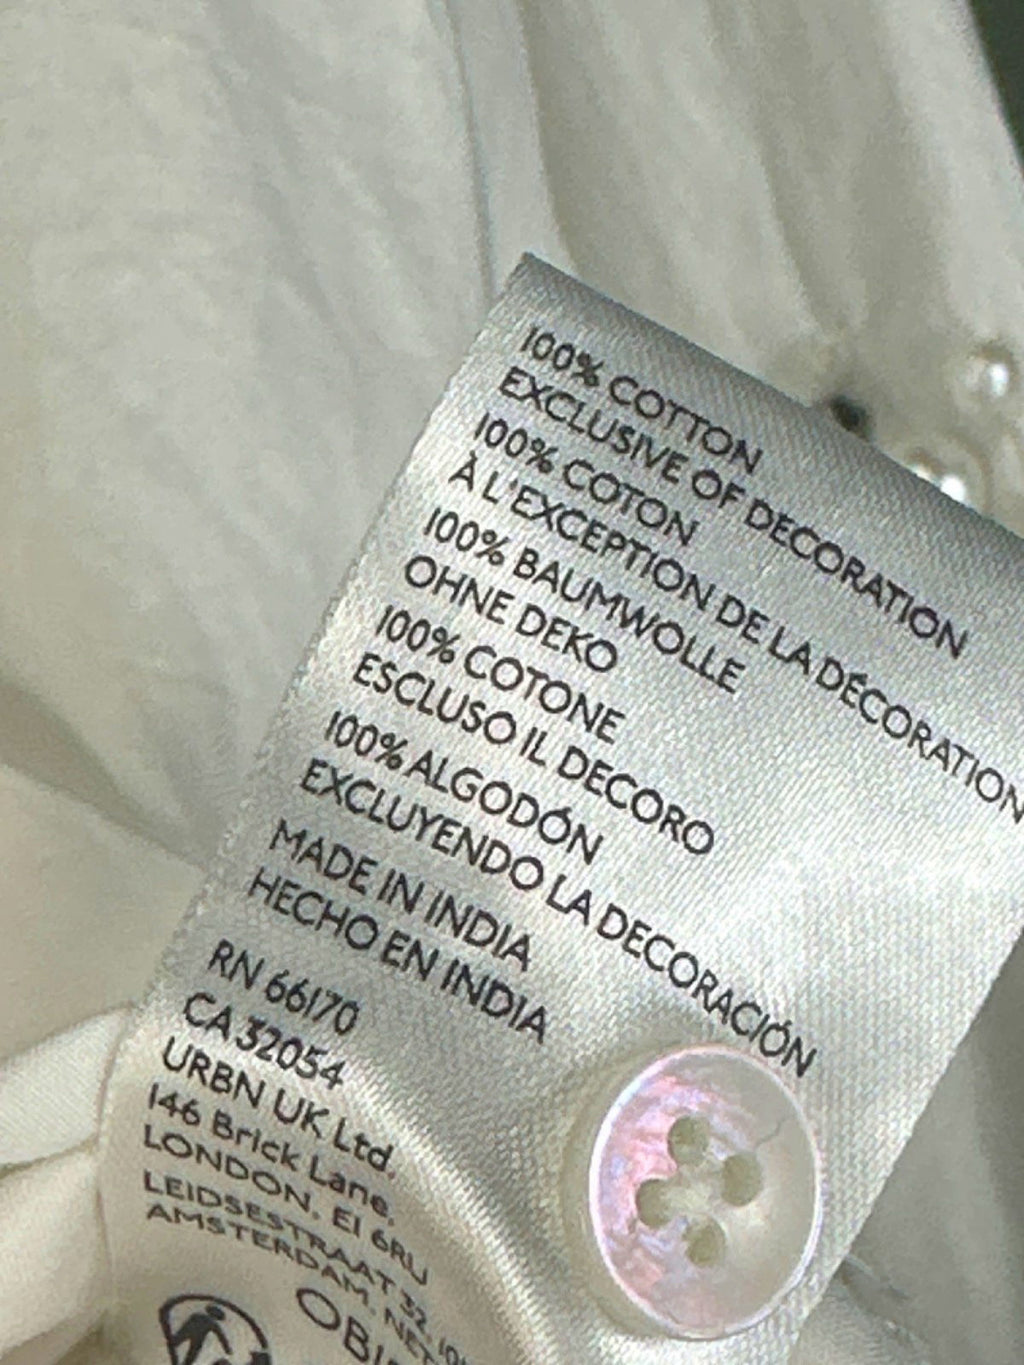 100% COTTON
EXCLUSIVE OF DECORATION
100% COTON
À L'EXCEPTION DE LA DÉCORATION
100% BAUMWOLLE
OHNE DEKO
100% COTONE
ESCLUSO IL DECORO
100% ALGODÓN
EXCLUYENDO LA DECORACIÓN
MADE IN INDIA
HECHO EN INDIA
RN 66170
CA 32054
URBN UK Ltd.
146 Brick Lane,
LONDON, E1 6RU
LEIDSESTRAAT 32,
AMSTERDAM,